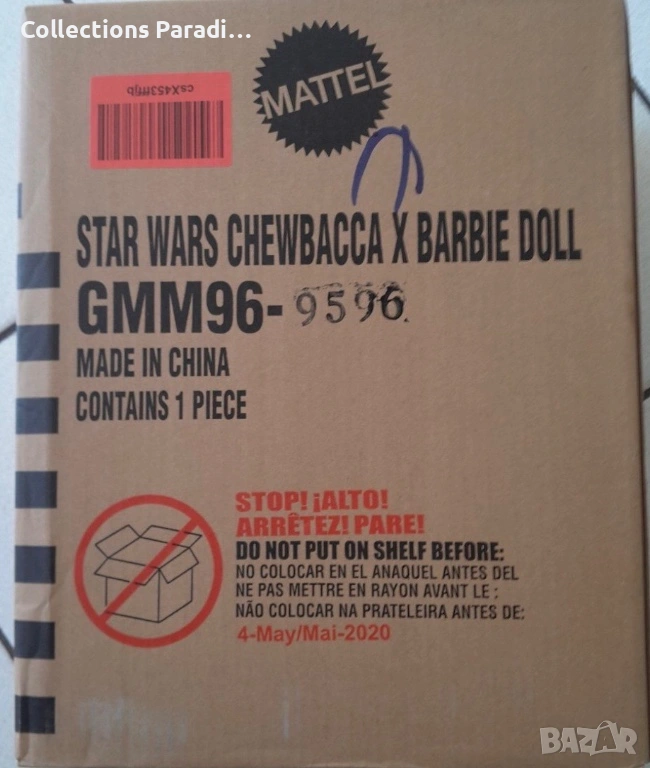 Collections Paradi...
MATTEL
csX453fffjb
STAR WARS CHEWBACCA X BARBIE DOLL
GMM96-9596
MADE IN CHINA
CONTAINS 1 PIECE
STOP! ¡ALTO!
ARRÊTEZ! PARE!
DO NOT PUT ON SHELF BEFORE:
NO COLOCAR EN EL ANAQUEL ANTES DEL
NE PAS METTRE EN RAYON AVANT LE :
NÃO COLOCAR NA PRATELEIRA ANTES DE:
4-May/Mai-2020
BAZAR